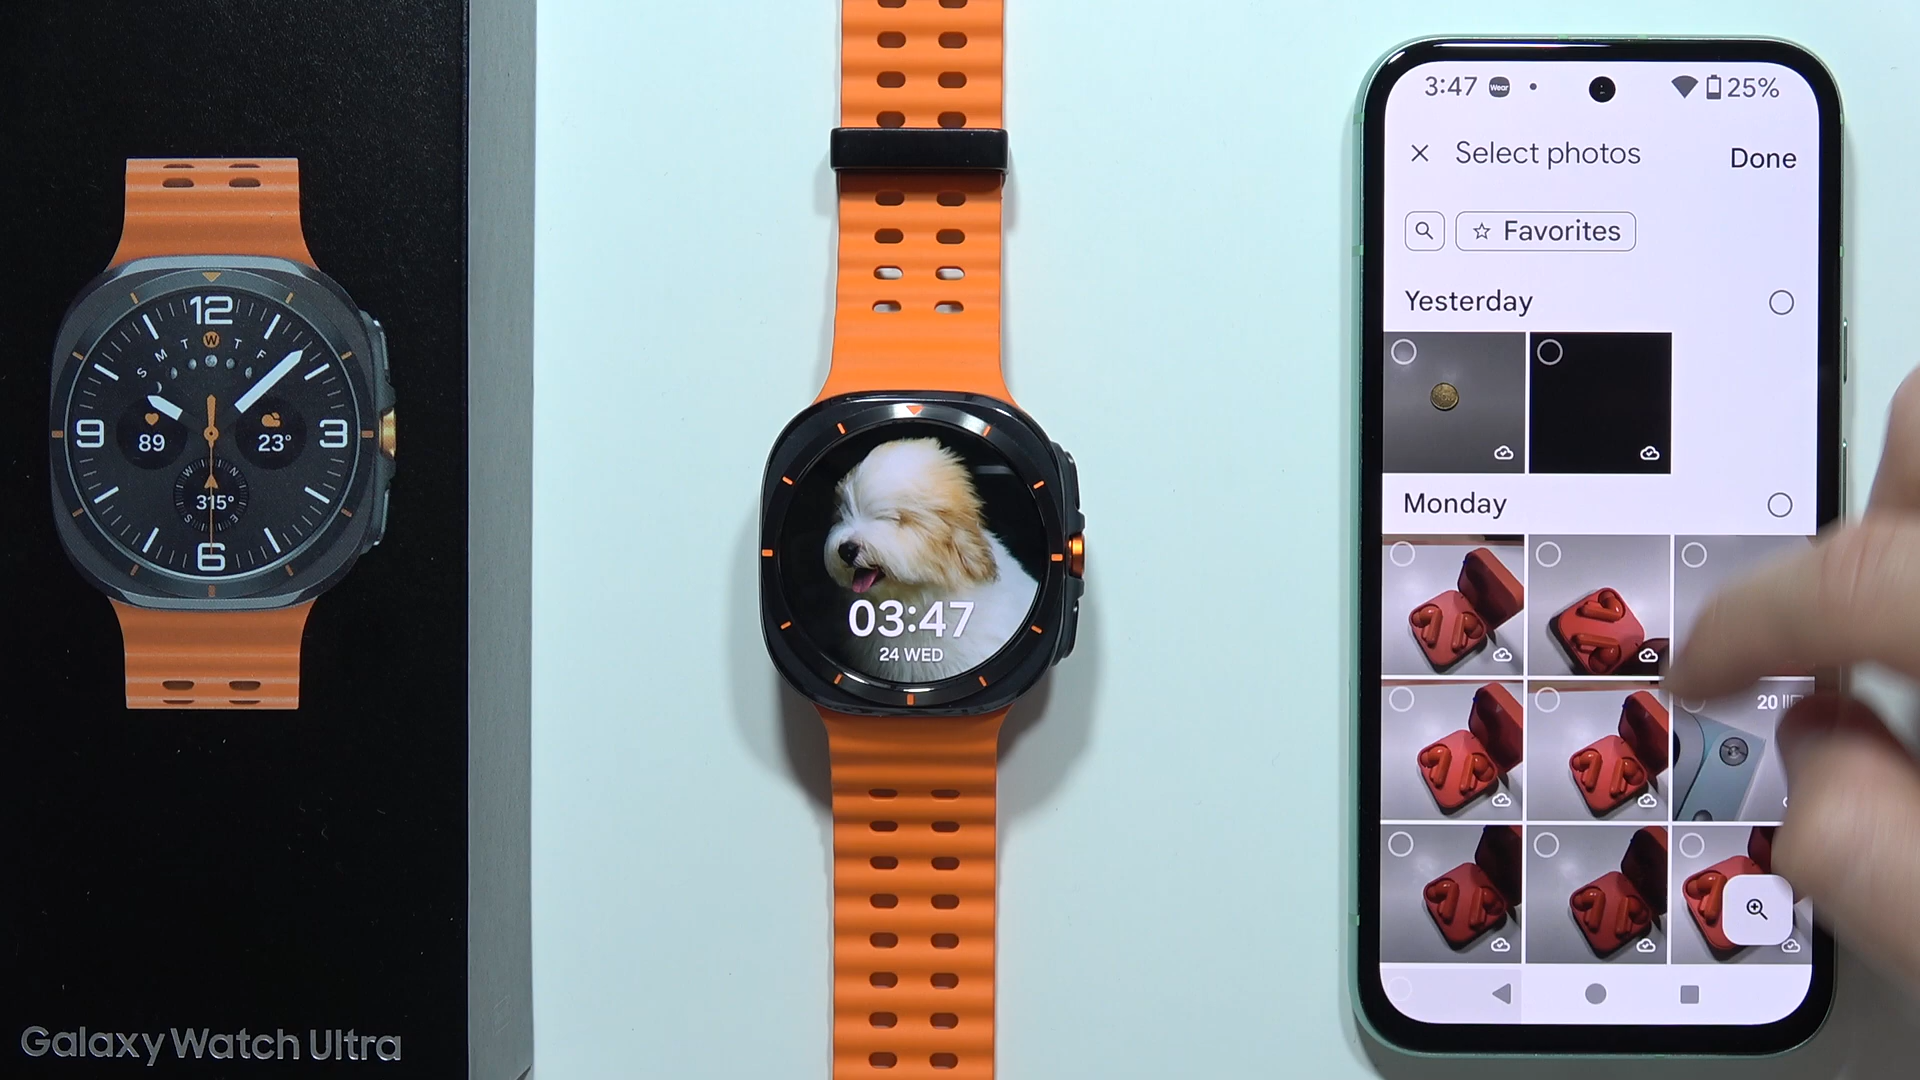 12
S M T W T F
9
89
23°
3
W N
315°
S E
6
Galaxy Watch Ultra
03:47
24 WED
3:47 Wear 25%
Select photos Done
Favorites
Yesterday
Monday
20